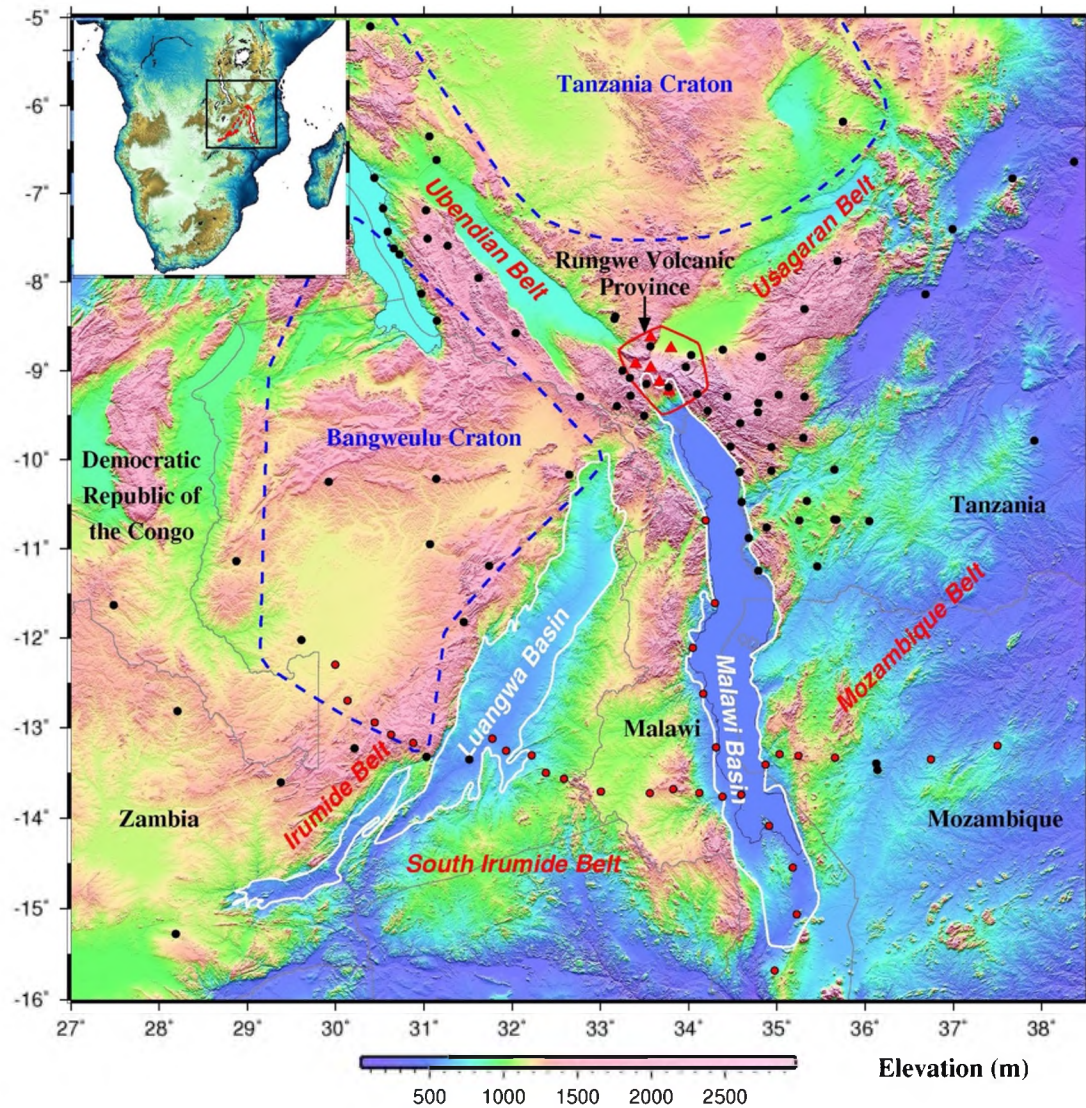 -5°
-6°
-7°
-8°
-9°
-10°
-11°
-12°
-13°
-14°
-15°
-16°
Tanzania Craton
Ubendian Belt
Usagaran Belt
Rungwe Volcanic
Province
Bangweulu Craton
Democratic
Republic of
the Congo
Tanzania
Luangwa Basin
Malawi Basin
Mozambique Belt
Malawi
Irumide Belt
Zambia
South Irumide Belt
Mozambique
27° 28° 29° 30° 31° 32° 33° 34° 35° 36° 37° 38°
Elevation (m)
500 1000 1500 2000 2500